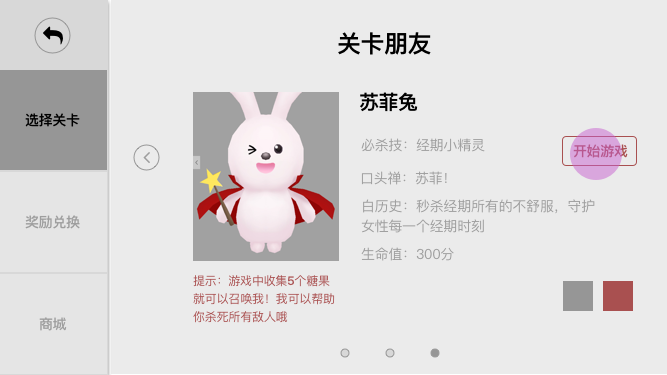 关卡朋友
选择关卡
奖励兑换
商城
苏菲兔
必杀技：经期小精灵
口头禅：苏菲！
白历史：秒杀经期所有的不舒服，守护
女性每一个经期时刻
生命值：300分
开始游戏
提示：游戏中收集5个糖果
就可以召唤我！我可以帮助
你杀死所有敌人哦